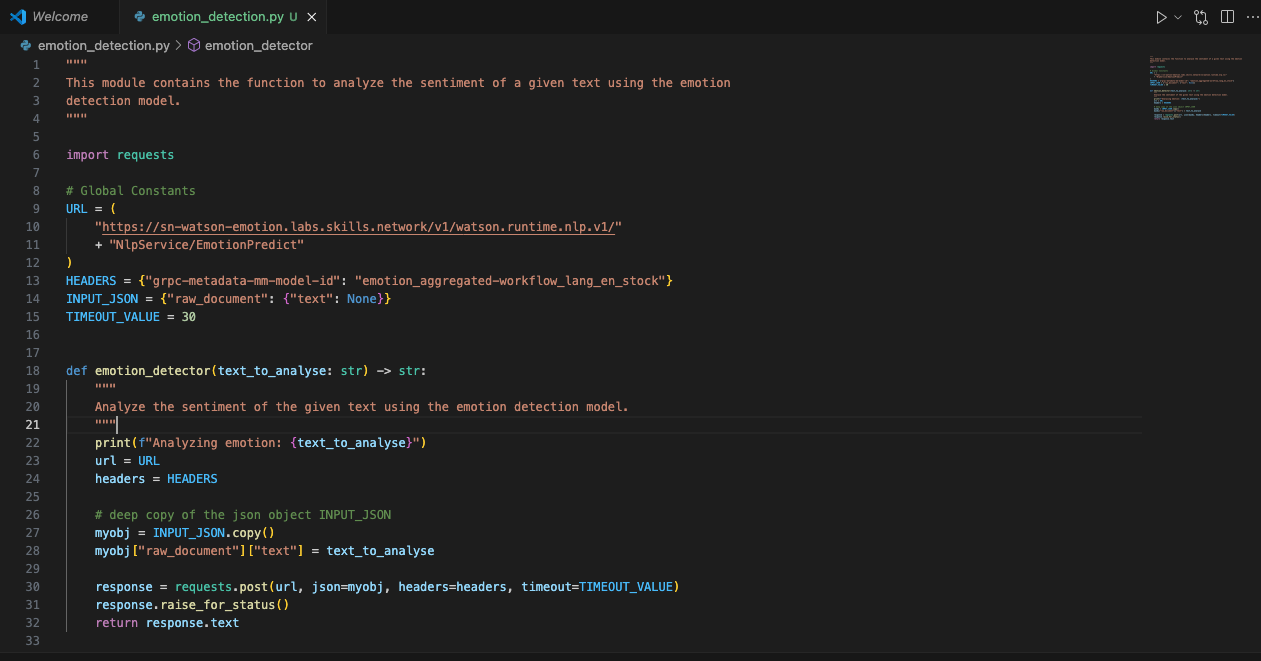 Welcome
emotion_detection.py U
emotion_detection.py > emotion_detector
1 """
2 This module contains the function to analyze the sentiment of a given text using the emotion
3 detection model.
4 """
5
6 import requests
7
8 # Global Constants
9 URL = (
10     "https://sn-watson-emotion.labs.skills.network/v1/watson.runtime.nlp.v1/"
11     + "NlpService/EmotionPredict"
12 )
13 HEADERS = {"grpc-metadata-mm-model-id": "emotion_aggregated-workflow_lang_en_stock"}
14 INPUT_JSON = {"raw_document": {"text": None}}
15 TIMEOUT_VALUE = 30
16
17
18 def emotion_detector(text_to_analyse: str) -> str:
19     """
20     Analyze the sentiment of the given text using the emotion detection model.
21     """
22     print(f"Analyzing emotion: {text_to_analyse}")
23     url = URL
24     headers = HEADERS
25
26     # deep copy of the json object INPUT_JSON
27     myobj = INPUT_JSON.copy()
28     myobj["raw_document"]["text"] = text_to_analyse
29
30     response = requests.post(url, json=myobj, headers=headers, timeout=TIMEOUT_VALUE)
31     response.raise_for_status()
32     return response.text
33